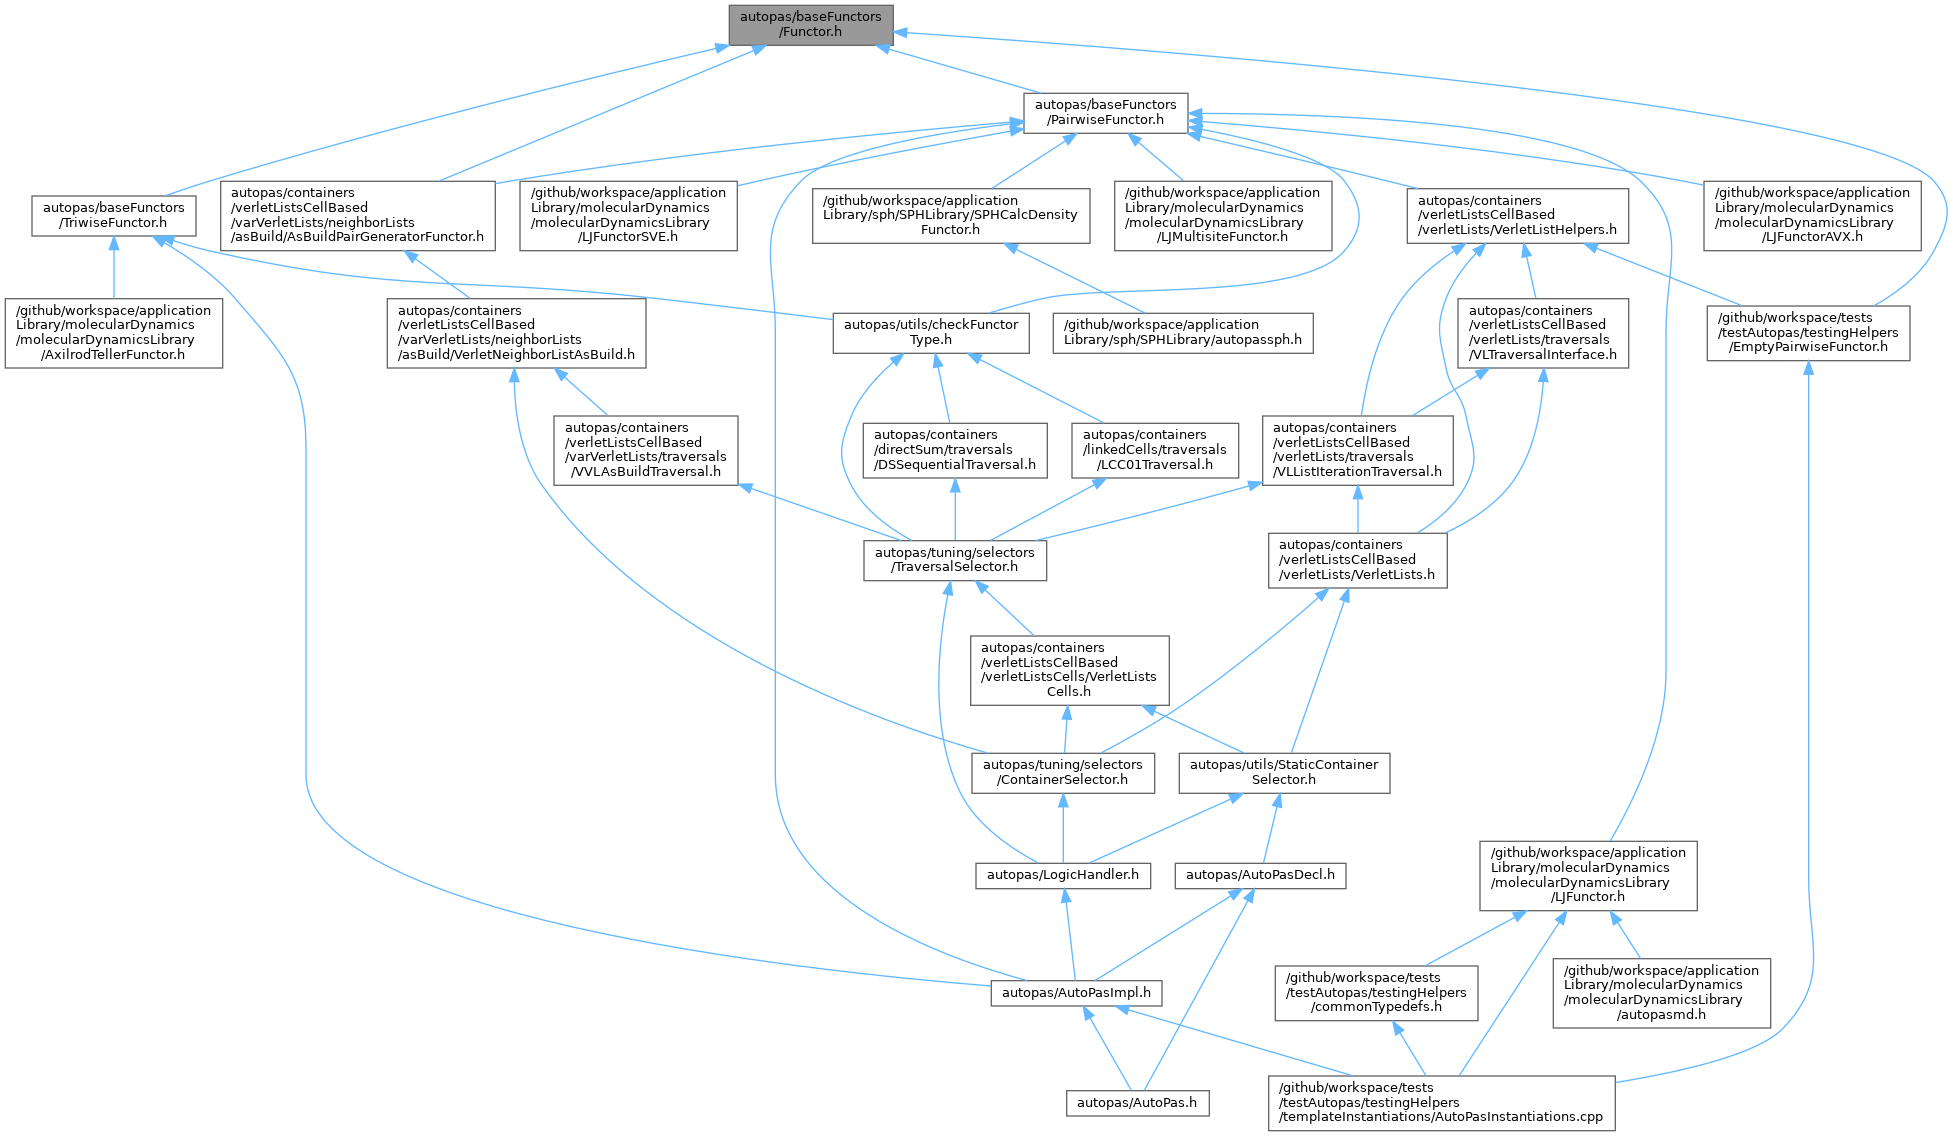 autopas/baseFunctors
/Functor.h
autopas/baseFunctors
/PairwiseFunctor.h
autopas/baseFunctors
/TriwiseFunctor.h
autopas/containers
/verletListsCellBased
/varVerletLists/neighborLists
/asBuild/AsBuildPairGeneratorFunctor.h
/github/workspace/application
Library/molecularDynamics
/molecularDynamicsLibrary
/LJFunctorSVE.h
/github/workspace/application
Library/sph/SPHLibrary/SPHCalcDensity
Functor.h
/github/workspace/application
Library/molecularDynamics
/molecularDynamicsLibrary
/LJMultisiteFunctor.h
autopas/containers
/verletListsCellBased
/verletLists/VerletListHelpers.h
/github/workspace/application
Library/molecularDynamics
/molecularDynamicsLibrary
/LJFunctorAVX.h
/github/workspace/application
Library/molecularDynamics
/molecularDynamicsLibrary
/AxilrodTellerFunctor.h
autopas/containers
/verletListsCellBased
/varVerletLists/neighborLists
/asBuild/VerletNeighborListAsBuild.h
autopas/utils/checkFunctor
Type.h
/github/workspace/application
Library/sph/SPHLibrary/autopassph.h
autopas/containers
/verletListsCellBased
/verletLists/traversals
/VLTraversalInterface.h
/github/workspace/tests
/testAutopas/testingHelpers
/EmptyPairwiseFunctor.h
autopas/containers
/verletListsCellBased
/varVerletLists/traversals
/VVLAsBuildTraversal.h
autopas/containers
/directSum/traversals
/DSSequentialTraversal.h
autopas/containers
/linkedCells/traversals
/LCC01Traversal.h
autopas/containers
/verletListsCellBased
/verletLists/traversals
/VLListIterationTraversal.h
autopas/tuning/selectors
/TraversalSelector.h
autopas/containers
/verletListsCellBased
/verletLists/VerletLists.h
autopas/containers
/verletListsCellBased
/verletListsCells/VerletLists
Cells.h
autopas/tuning/selectors
/ContainerSelector.h
autopas/utils/StaticContainer
Selector.h
autopas/LogicHandler.h
autopas/AutoPasDecl.h
/github/workspace/application
Library/molecularDynamics
/molecularDynamicsLibrary
/LJFunctor.h
autopas/AutoPasImpl.h
/github/workspace/tests
/testAutopas/testingHelpers
/commonTypedefs.h
/github/workspace/application
Library/molecularDynamics
/molecularDynamicsLibrary
/autopasmd.h
autopas/AutoPas.h
/github/workspace/tests
/testAutopas/testingHelpers
/templateInstantiations/AutoPasInstantiations.cpp